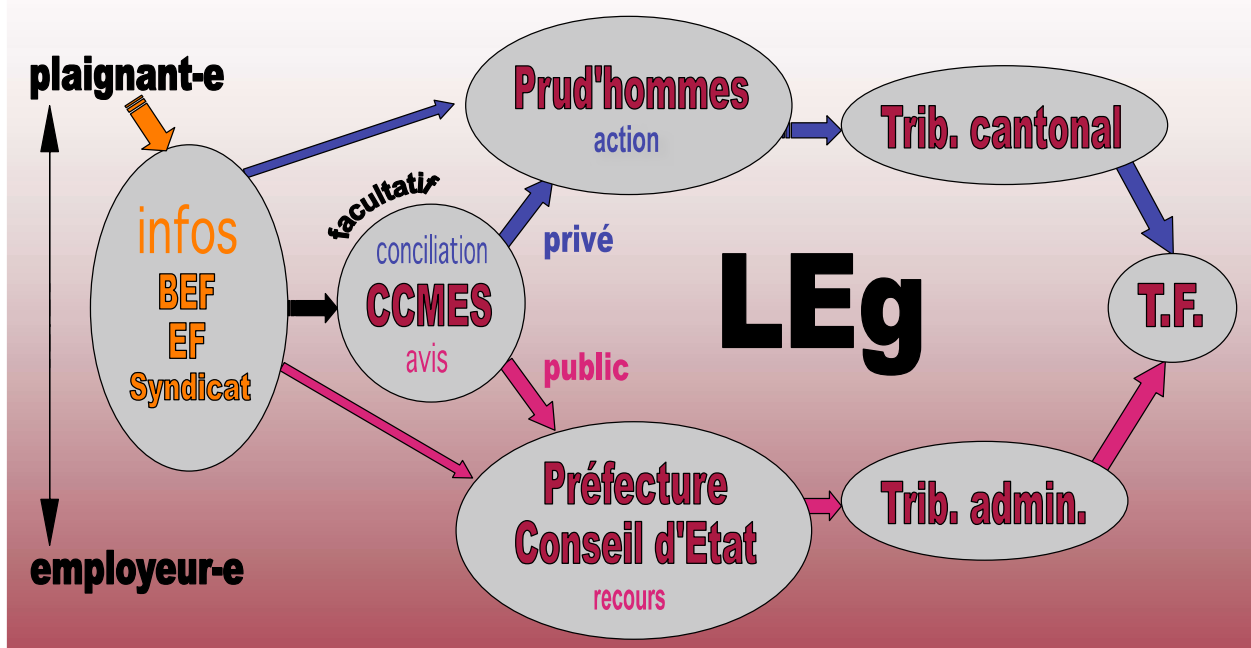 plaignant-e
infos
BEF
EF
Syndicat
employeur-e
facultatif
conciliation
CCMES
avis
privé
public
Prud'hommes
action
Trib. cantonal
LEg
T.F.
Préfecture
Conseil d'Etat
recours
Trib. admin.